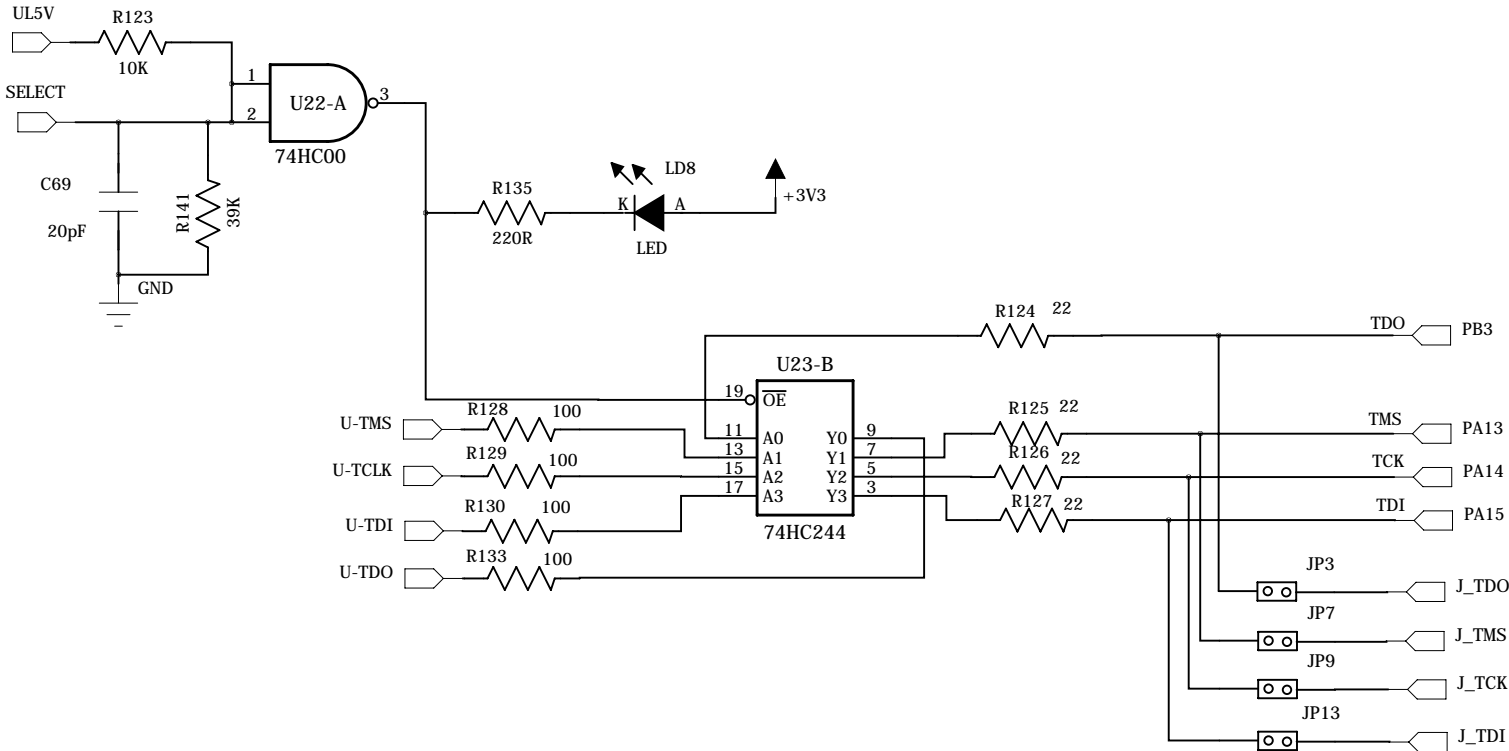 UL5V
R123
10K
1
SELECT
2
U22-A
3
74HC00
C69
20pF
R141
39K
GND
R135
220R
LD8
K
A
LED
+3V3
R124
22
TDO
PB3
U23-B
19
OE
R128
100
U-TMS
11
A0
Y0
9
R125
22
TMS
PA13
13
A1
Y1
7
R129
100
U-TCLK
15
A2
Y2
5
R126
22
TCK
PA14
17
A3
Y3
3
R130
100
U-TDI
R127
22
TDI
PA15
74HC244
R133
100
U-TDO
JP3
J_TDO
JP7
J_TMS
JP9
J_TCK
JP13
J_TDI